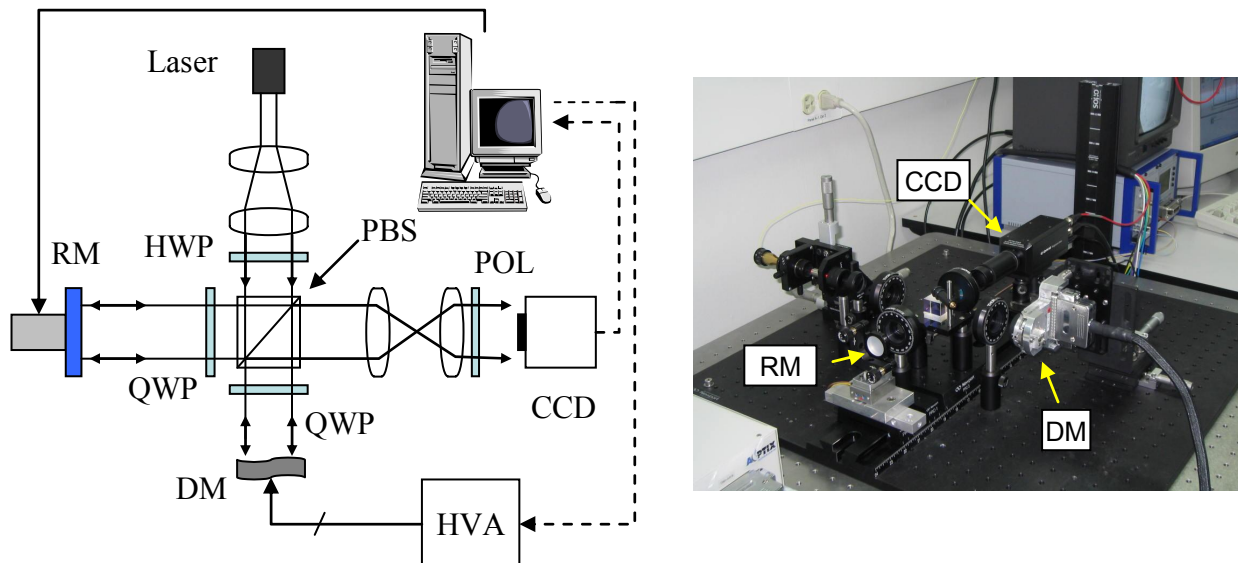 Laser
HWP
PBS
RM
POL
QWP
QWP
CCD
DM
HVA
CCD
RM
DM